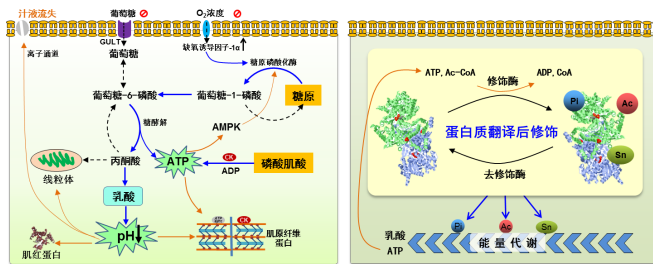 汁液流失
葡萄糖
O₂浓度
GULT
缺氧诱导因子-1α
离子通道
葡萄糖
糖原磷酸化酶
葡萄糖-6-磷酸
葡萄糖-1-磷酸
糖原
糖酵解
AMPK
丙酮酸
ATP
CK
ADP
磷酸肌酸
线粒体
乳酸
pH
CK
肌原纤维
蛋白
肌红蛋白
ATP, Ac-CoA
修饰酶
ADP, CoA
PI
Ac
蛋白质翻译后修饰
Sn
去修饰酶
Pi
Ac
Sn
乳酸
ATP
能量代谢